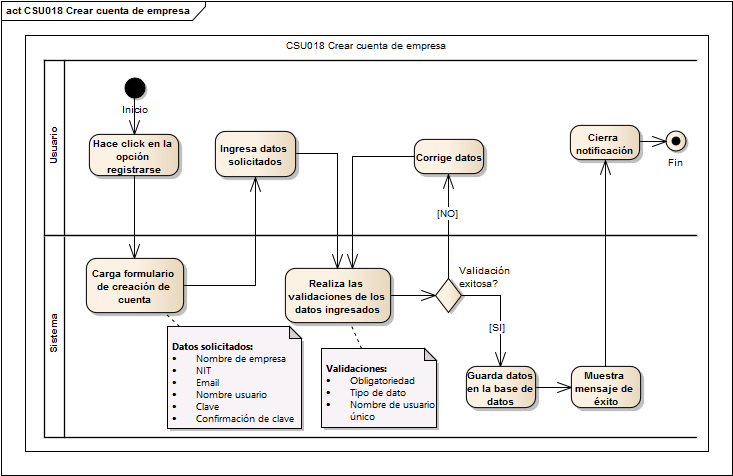 act CSU018 Crear cuenta de empresa
CSU018 Crear cuenta de empresa
Usuario
Inicio
Hace click en la
opción
registrarse
Ingresa datos
solicitados
Corrige datos
Cierra
notificación
Fin
[NO]
Sistema
Carga formulario
de creación de
cuenta
Realiza las
validaciones de los
datos ingresados
Validación
exitosa?
[SI]
Datos solicitados:
• Nombre de empresa
• NIT
• Email
• Nombre usuario
• Clave
• Confirmación de clave
Validaciones:
• Obligatoriedad
• Tipo de dato
• Nombre de usuario
único
Guarda datos
en la base de
datos
Muestra
mensaje de
éxito